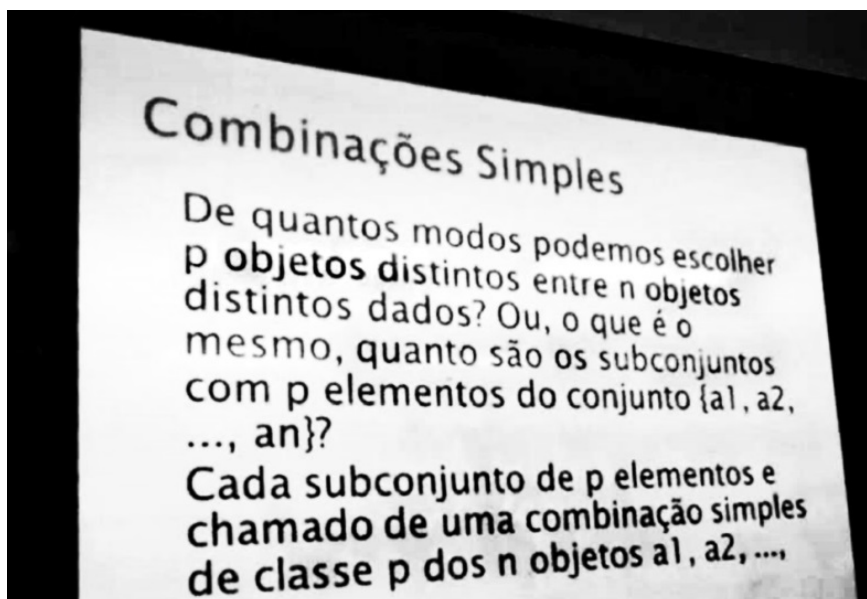 Combinações Simples
De quantos modos podemos escolher
p objetos distintos entre n objetos
distintos dados? Ou, o que é o
mesmo, quanto são os subconjuntos
com p elementos do conjunto {a1, a2,
..., an}?
Cada subconjunto de p elementos e
chamado de uma combinação simples
de classe p dos n objetos a1, a2, ...,